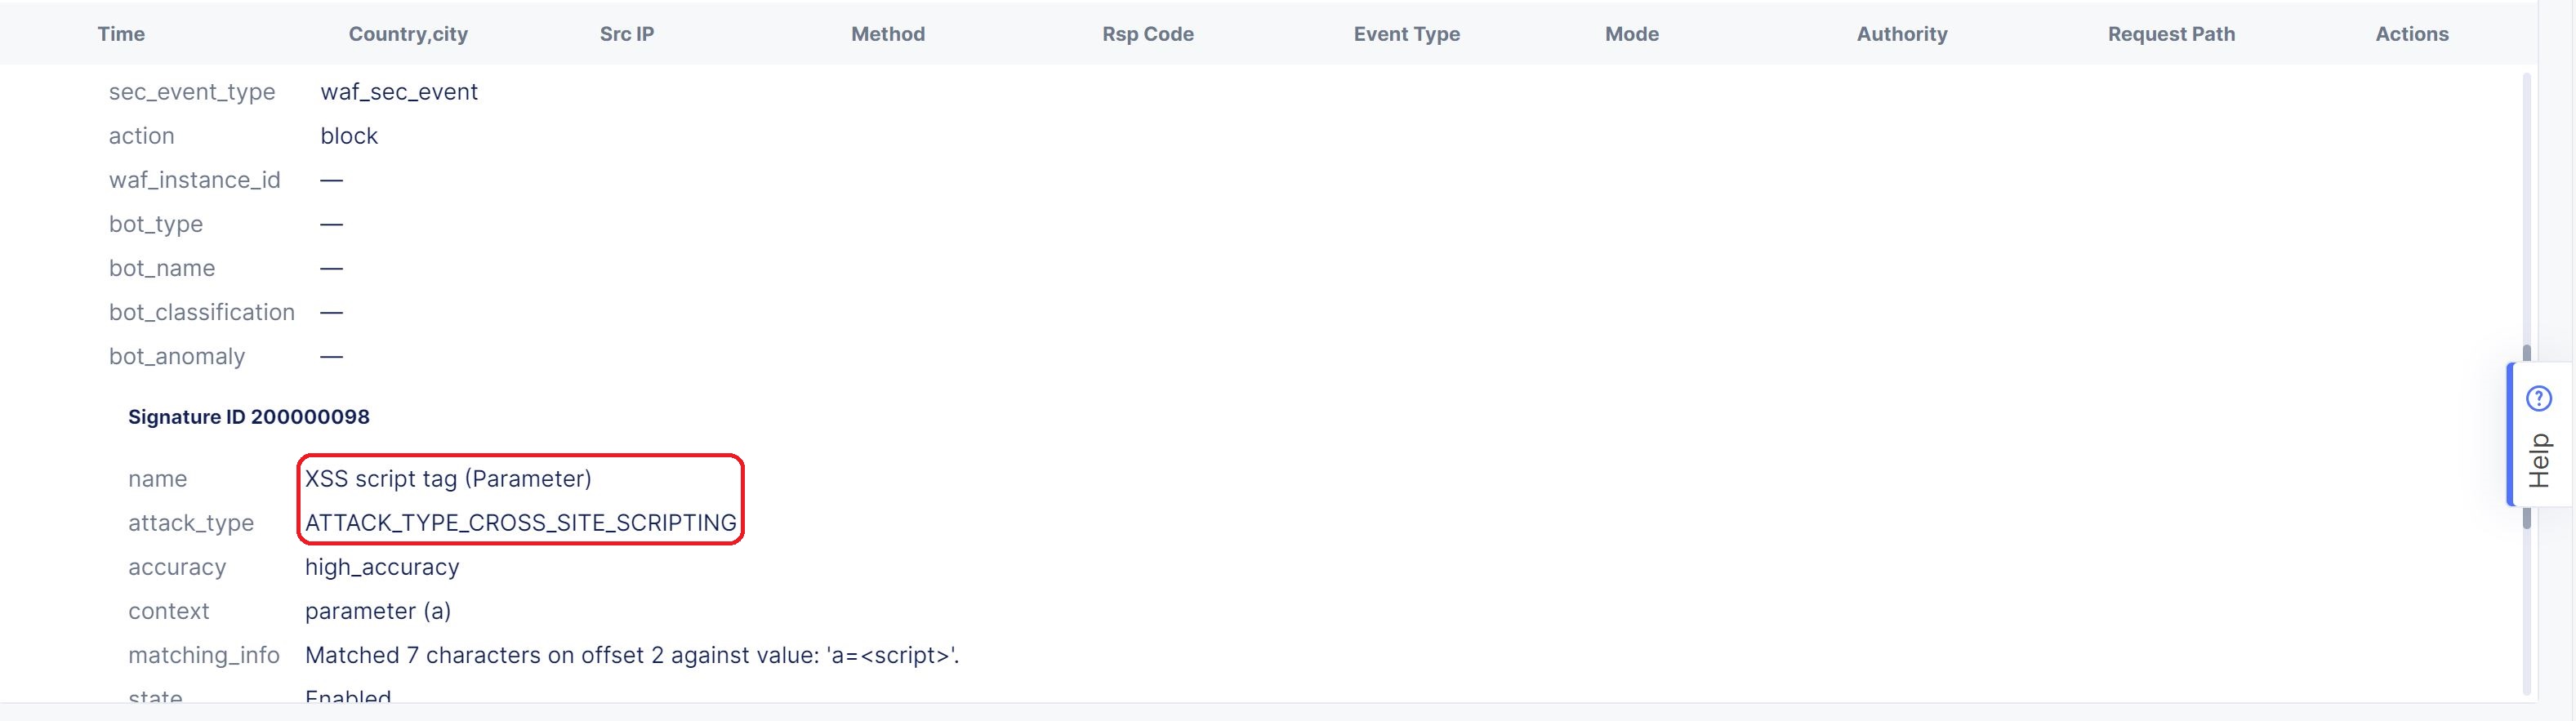 Time Country,city Src IP Method Rsp Code Event Type Mode Authority Request Path Actions
sec_event_type waf_sec_event
action block
waf_instance_id —
bot_type —
bot_name —
bot_classification —
bot_anomaly —
Signature ID 200000098
name XSS script tag (Parameter)
attack_type ATTACK_TYPE_CROSS_SITE_SCRIPTING
accuracy high_accuracy
context parameter (a)
matching_info Matched 7 characters on offset 2 against value: 'a=<script>'.
state Enabled
Help